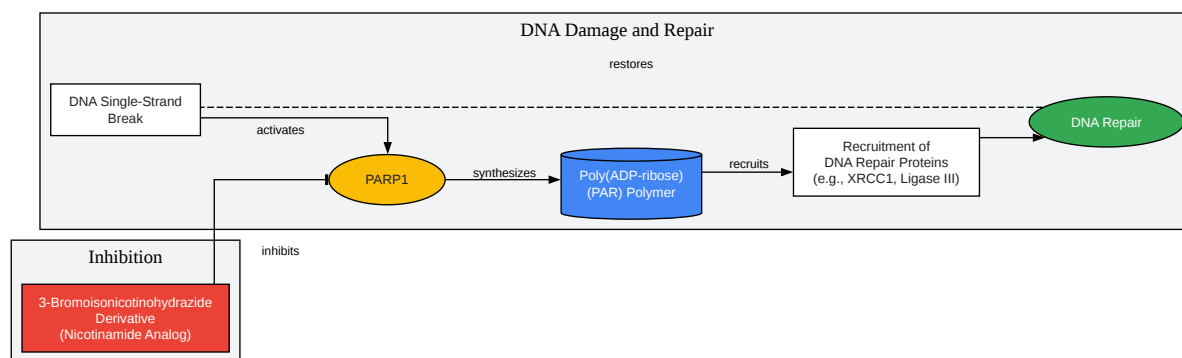 DNA Damage and Repair
restores
DNA Single-Strand
Break
activates
DNA Repair
PARP1
synthesizes
Poly(ADP-ribose)
(PAR) Polymer
recruits
Recruitment of
DNA Repair Proteins
(e.g., XRCC1, Ligase III)
Inhibition
inhibits
3-Bromoisonicotinohydrazide
Derivative
(Nicotinamide Analog)